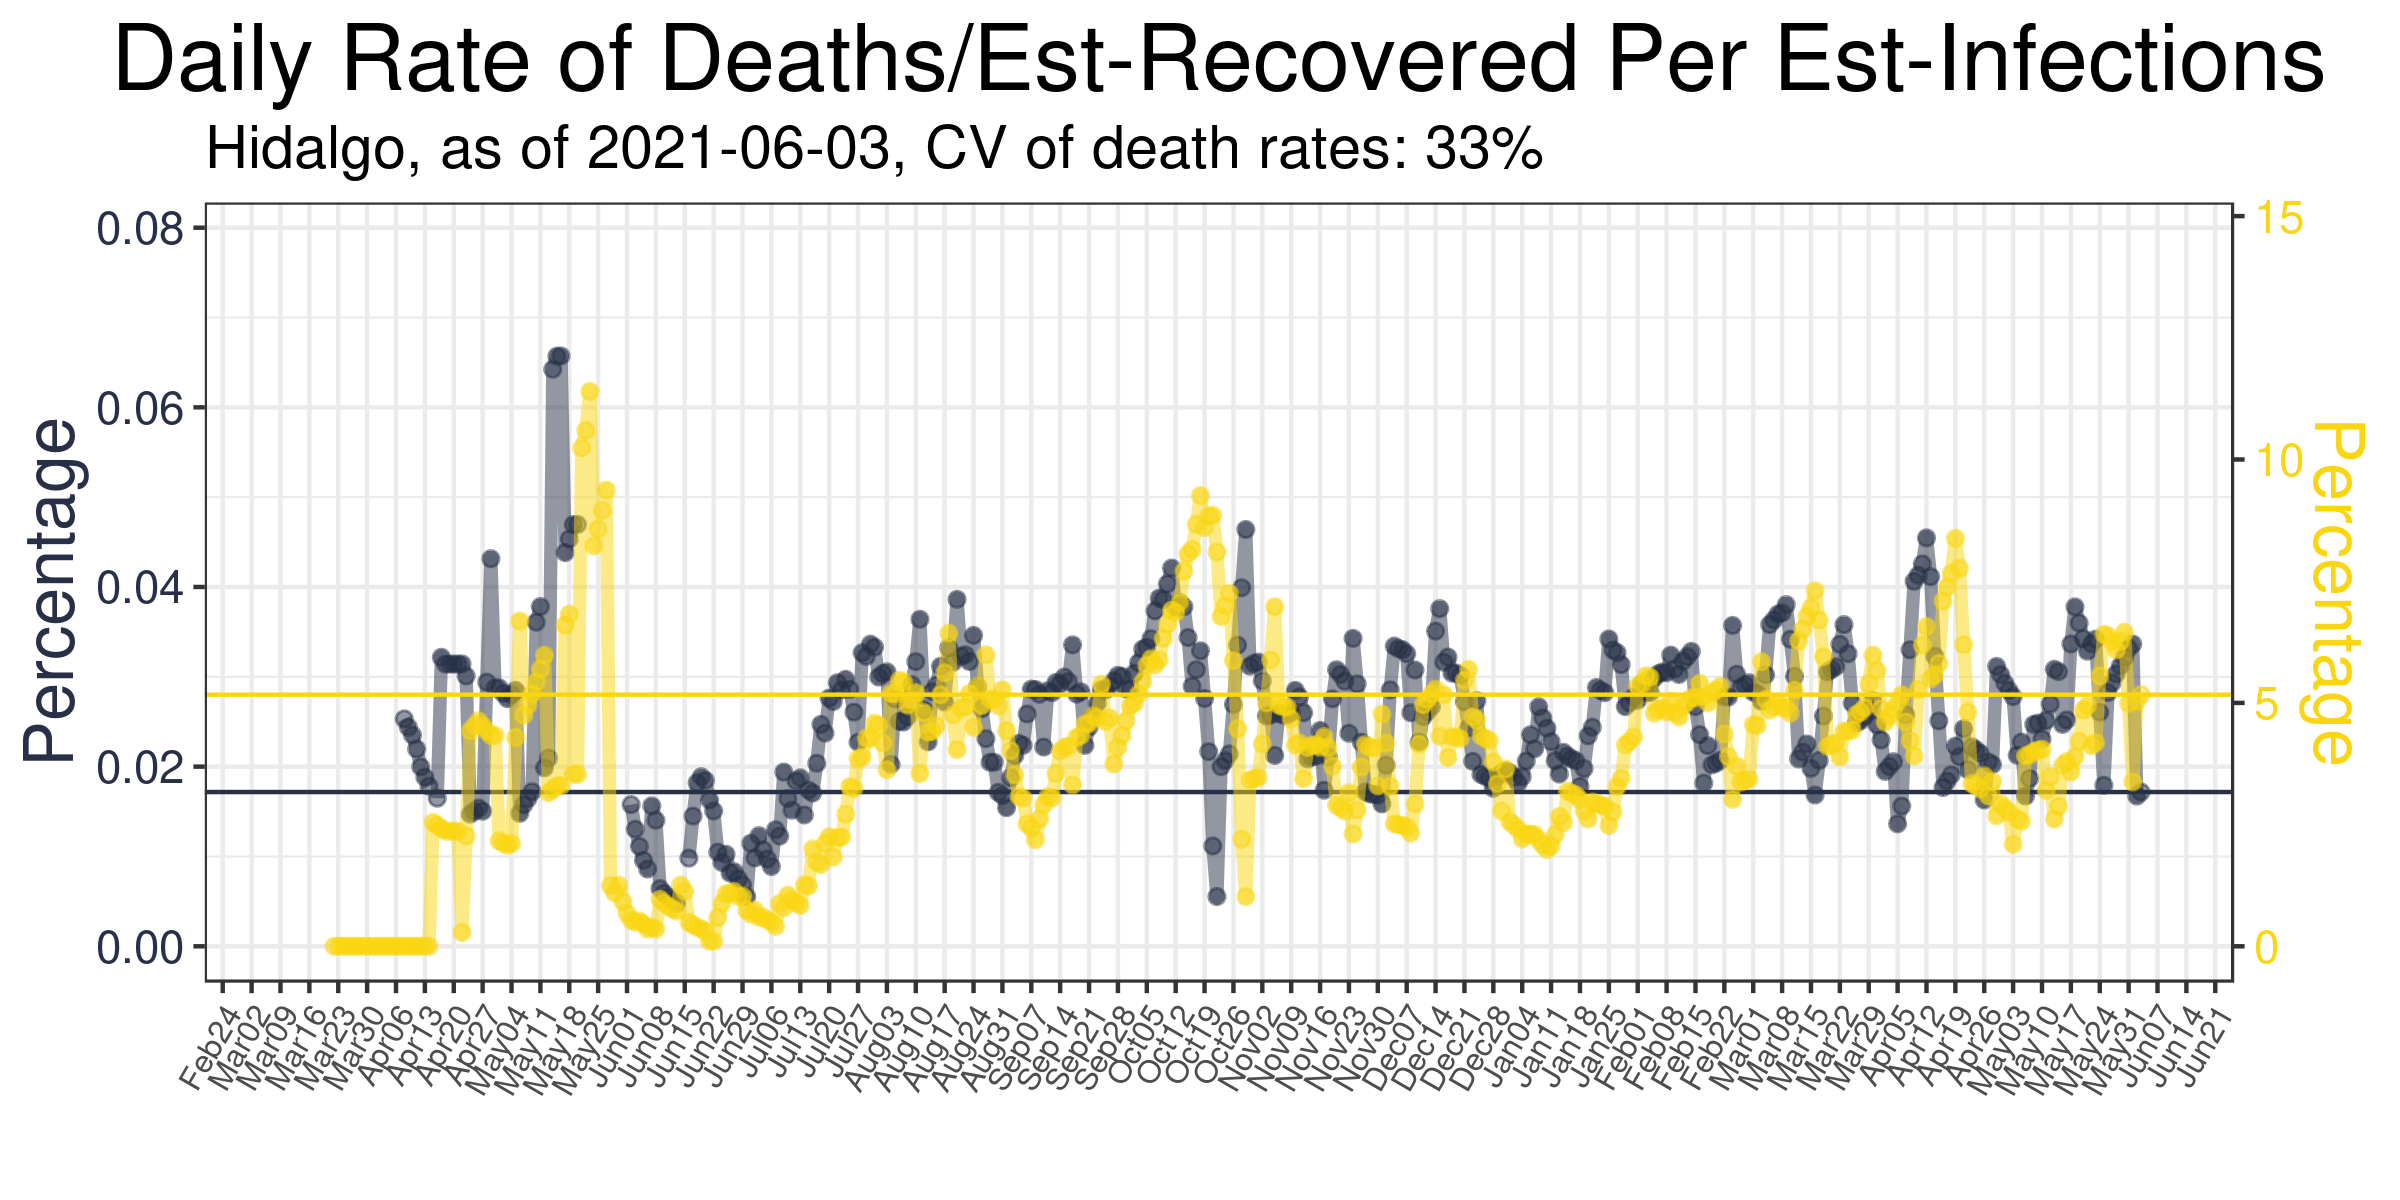 Daily Rate of Deaths/Est-Recovered Per Est-Infections
Hidalgo, as of 2021-06-03, CV of death rates: 33%
Percentage
0.08
0.06
0.04
0.02
0.00
15
10
5
0
Percentage
Feb24
Mar02
Mar09
Mar16
Mar23
Mar30
Apr06
Apr13
Apr20
Apr27
May04
May11
May18
May25
Jun01
Jun08
Jun15
Jun22
Jun29
Jul06
Jul13
Jul20
Jul27
Aug03
Aug10
Aug17
Aug24
Aug31
Sep07
Sep14
Sep21
Sep28
Oct05
Oct12
Oct19
Oct26
Nov02
Nov09
Nov16
Nov23
Nov30
Dec07
Dec14
Dec21
Dec28
Jan04
Jan11
Jan18
Jan25
Feb01
Feb08
Feb15
Feb22
Mar01
Mar08
Mar15
Mar22
Mar29
Apr05
Apr12
Apr19
Apr26
May03
May10
May17
May24
May31
Jun07
Jun14
Jun21